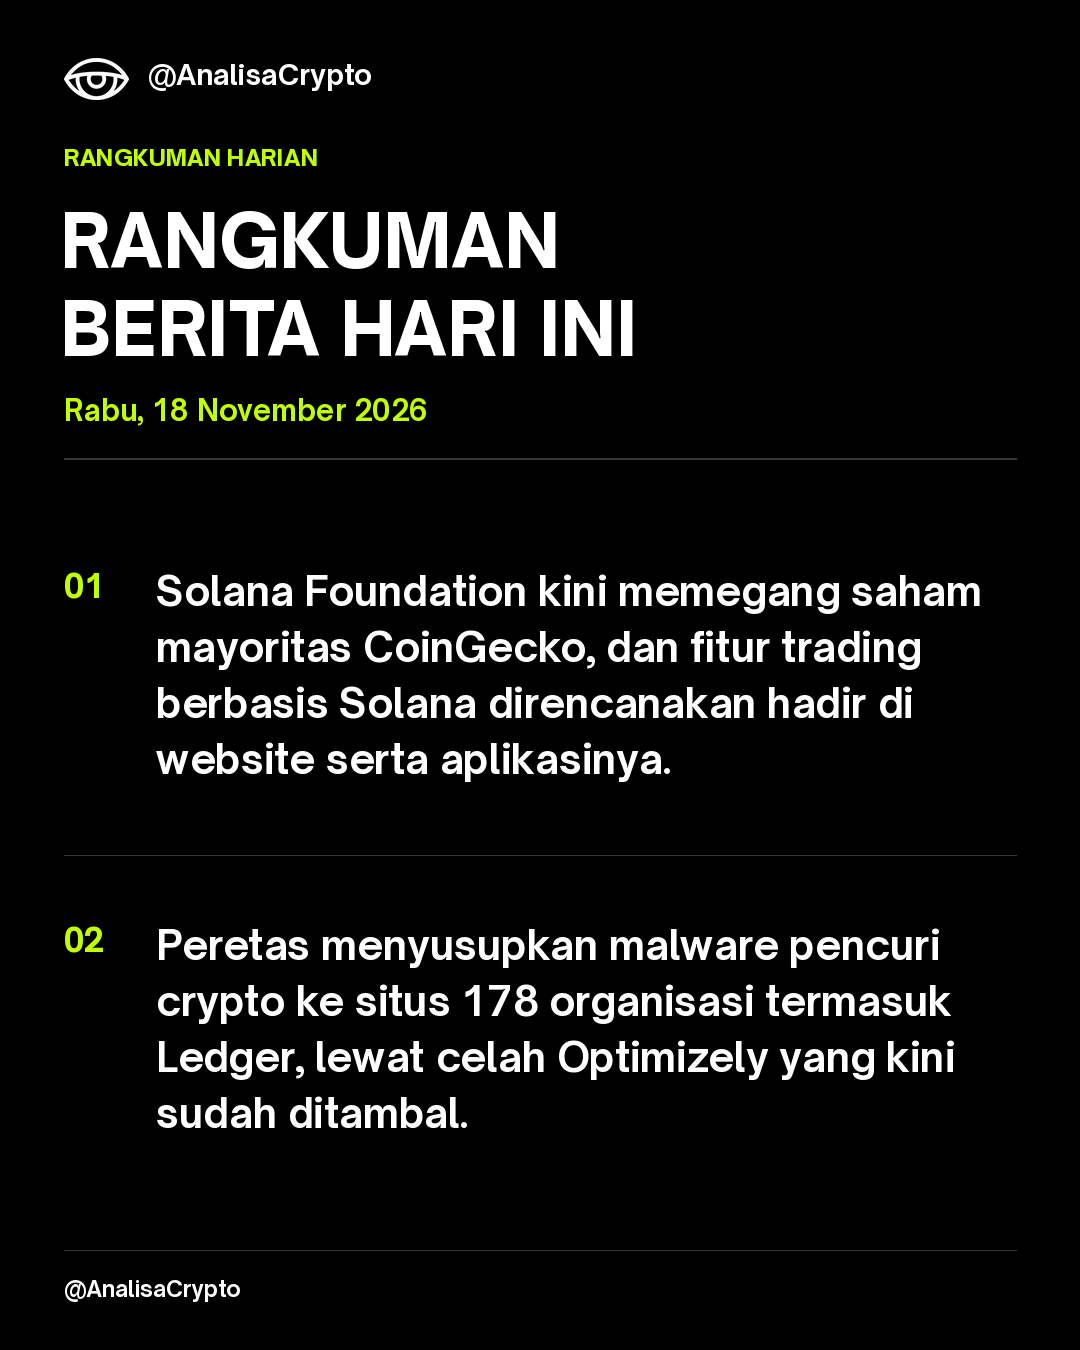 @AnalisaCrypto
RANGKUMAN HARIAN
RANGKUMAN
BERITA HARI INI
Rabu, 18 November 2026
01
Solana Foundation kini memegang saham
mayoritas CoinGecko, dan fitur trading
berbasis Solana direncanakan hadir di
website serta aplikasinya.
02
Peretas menyusupkan malware pencuri
crypto ke situs 178 organisasi termasuk
Ledger, lewat celah Optimizely yang kini
sudah ditambal.
@AnalisaCrypto